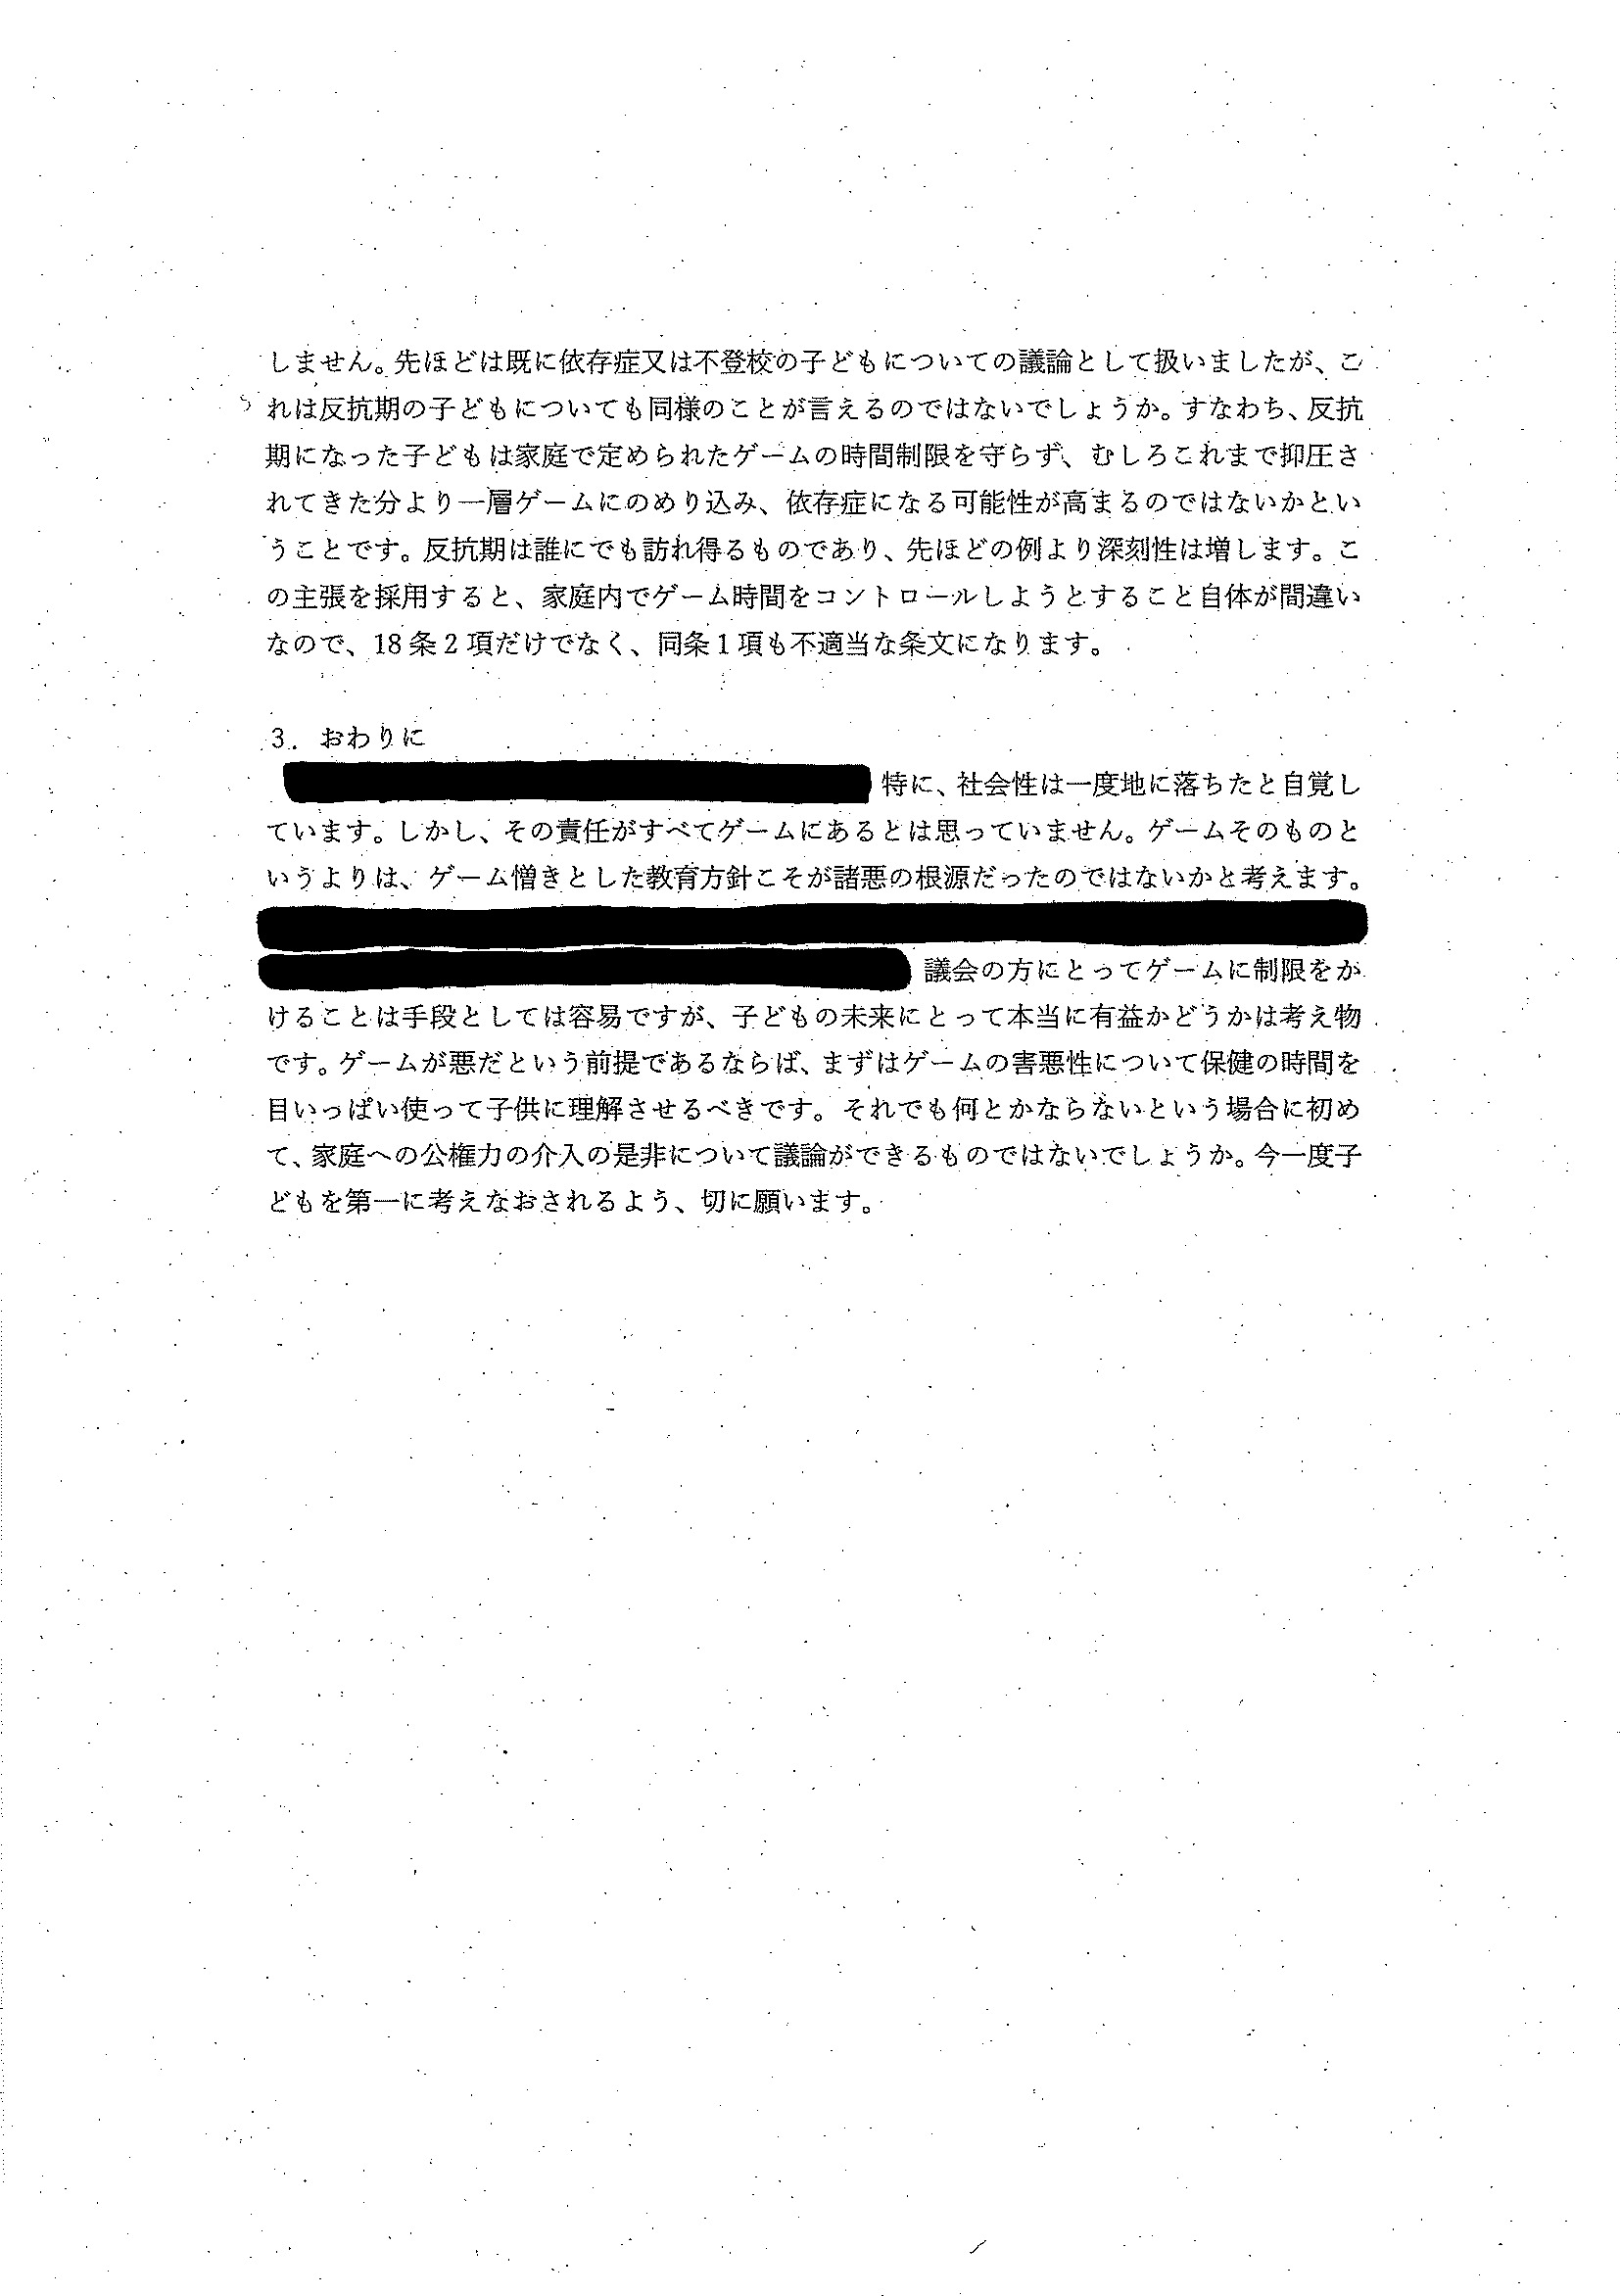 しません。先ほどは既に依存症又は不登校の子どもについての議論として扱いましたが、こ
れは反抗期の子どもについても同様のことが言えるのではないでしょうか。すなわち、反抗
期になった子どもは家庭で定められたゲームの時間制限を守らず、むしろこれまで抑圧さ
れてきた分より一層ゲームにのめり込み、依存症になる可能性が高まるのではないかとい
うことです。反抗期は誰にでも訪れ得るものであり、先ほどの例より深刻性は増します。こ
の主張を採用すると、家庭内でゲーム時間をコントロールしようとすること自体が間違い
なので、18条2項だけでなく、同条1項も不適当な条文になります。
3．おわりに
特に、社会性は一度地に落ちたと自覚し
ています。しかし、その責任がすべてゲームにあるとは思っていません。ゲームそのものと
いうよりは、ゲーム憎きとした教育方針こそが諸悪の根源だったのではないかと考えます。
議会の方にとってゲームに制限をか
けることは手段としては容易ですが、子どもの未来にとって本当に有益かどうかは考え物
です。ゲームが悪だという前提であるならば、まずはゲームの害悪性について保健の時間を
目いっぱい使って子供に理解させるべきです。それでも何とかならないという場合に初め
て、家庭への公権力の介入の是非について議論ができるものではないでしょうか。今一度子
どもを第一に考えなおされるよう、切に願います。